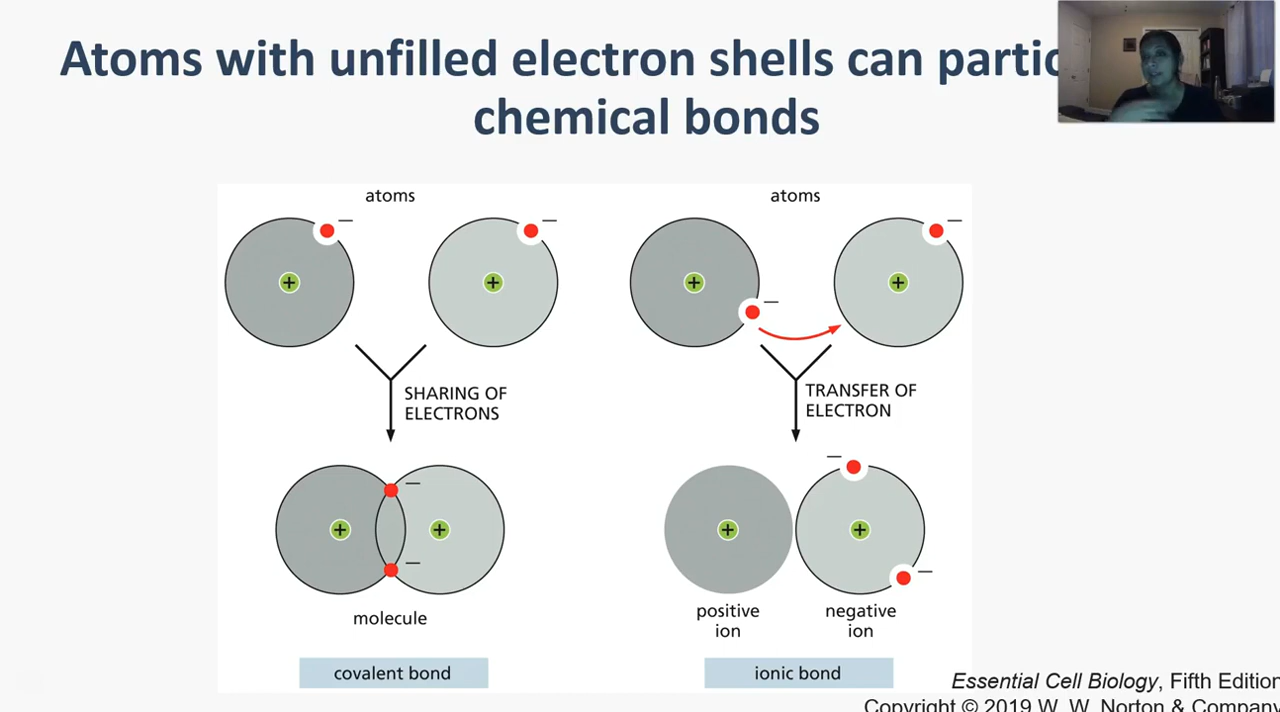 Atoms with unfilled electron shells can partic
chemical bonds
atoms
atoms
SHARING OF
ELECTRONS
TRANSFER OF
ELECTRON
molecule
positive
ion
negative
ion
covalent bond
ionic bond
Essential Cell Biology, Fifth Edition
Copyright © 2019 W. W. Norton & Company